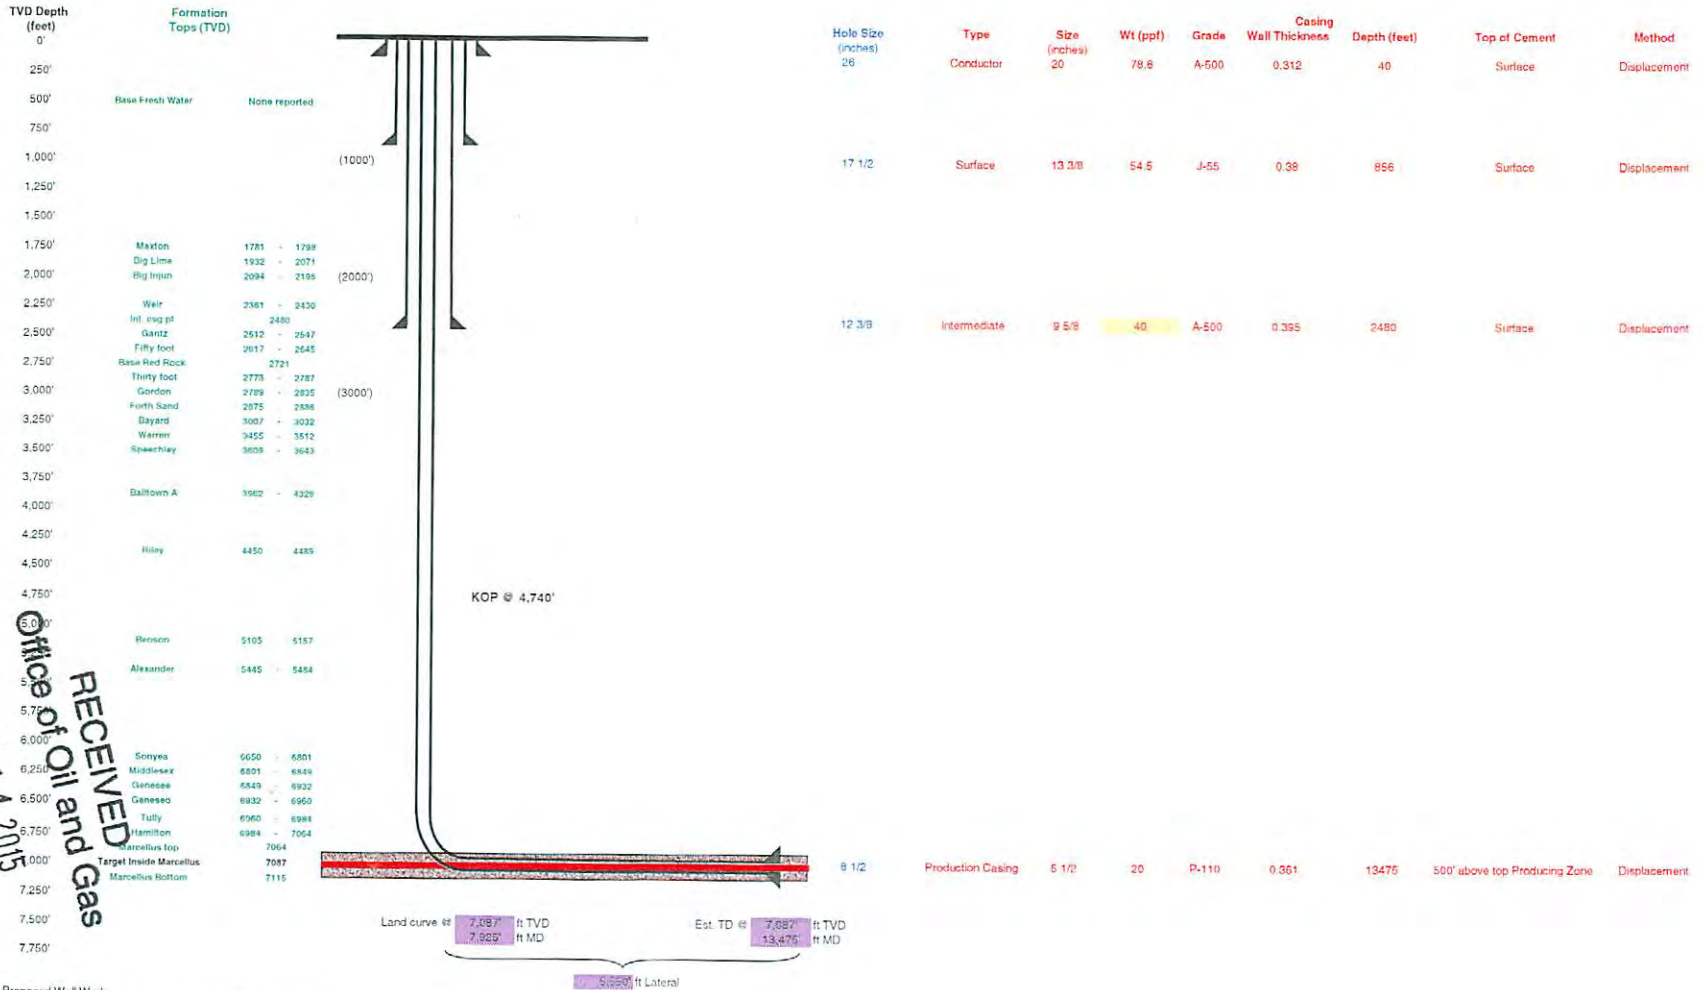 TVD Depth (feet) Formation Tops (TVD)
Casing
Hole Size (inches) Type Size (inches) Wt (ppf) Grade Wall Thickness Depth (feet) Top of Cement Method
0'
250' 26 Conductor 20 78.6 A-500 0.312 40 Surface Displacement
500' Base Fresh Water None reported
750'
1,000' (1000') 17 1/2 Surface 13 3/8 54.5 J-55 0.38 856 Surface Displacement
1,250'
1,500'
1,750' Maxton 1781 - 1798
Big Lime 1932 - 2071
2,000' Big Injun 2094 - 2195 (2000')
2,250' Weir 2361 - 2430
Int. csg pt 2480 12 3/8 Intermediate 9 5/8 40 A-500 0.395 2480 Surface Displacement
2,500' Gantz 2512 - 2547
Fifty foot 2617 - 2645
2,750' Base Red Rock 2721
Thirty foot 2773 - 2787
3,000' Gordon 2789 - 2835 (3000')
Forth Sand 2875 - 2886
3,250' Bayard 3007 - 3032
Warren 3455 - 3512
3,500' Speechley 3608 - 3643
3,750'
Balltown A 3962 - 4329
4,000'
4,250'
Riley 4450 4485
4,500'
4,750' KOP @ 4,740'
5,000'
Benson 5105 5157
Alexander 5445 - 5464
5,75
6,000'
Sonyea 6650 - 6801
6,250' Middlesex 6801 - 6849
Genesee 6849 - 6932
6,500' Geneseo 6932 - 6960
Tully 6960 - 6984
6,750' Hamilton 6984 - 7064
Marcellus top 7064
,000' Target Inside Marcellus 7087 8 1/2 Production Casing 5 1/2 20 P-110 0.361 13476 500' above top Producing Zone Displacement
Marcellus Bottom 7115
7,250'
7,500' Land curve @ 7,087' ft TVD Est. TD @ 7,087' ft TVD
7,925' ft MD 13,476' ft MD
7,750'
ft Lateral
RECEIVED
Office of Oil and Gas
2015